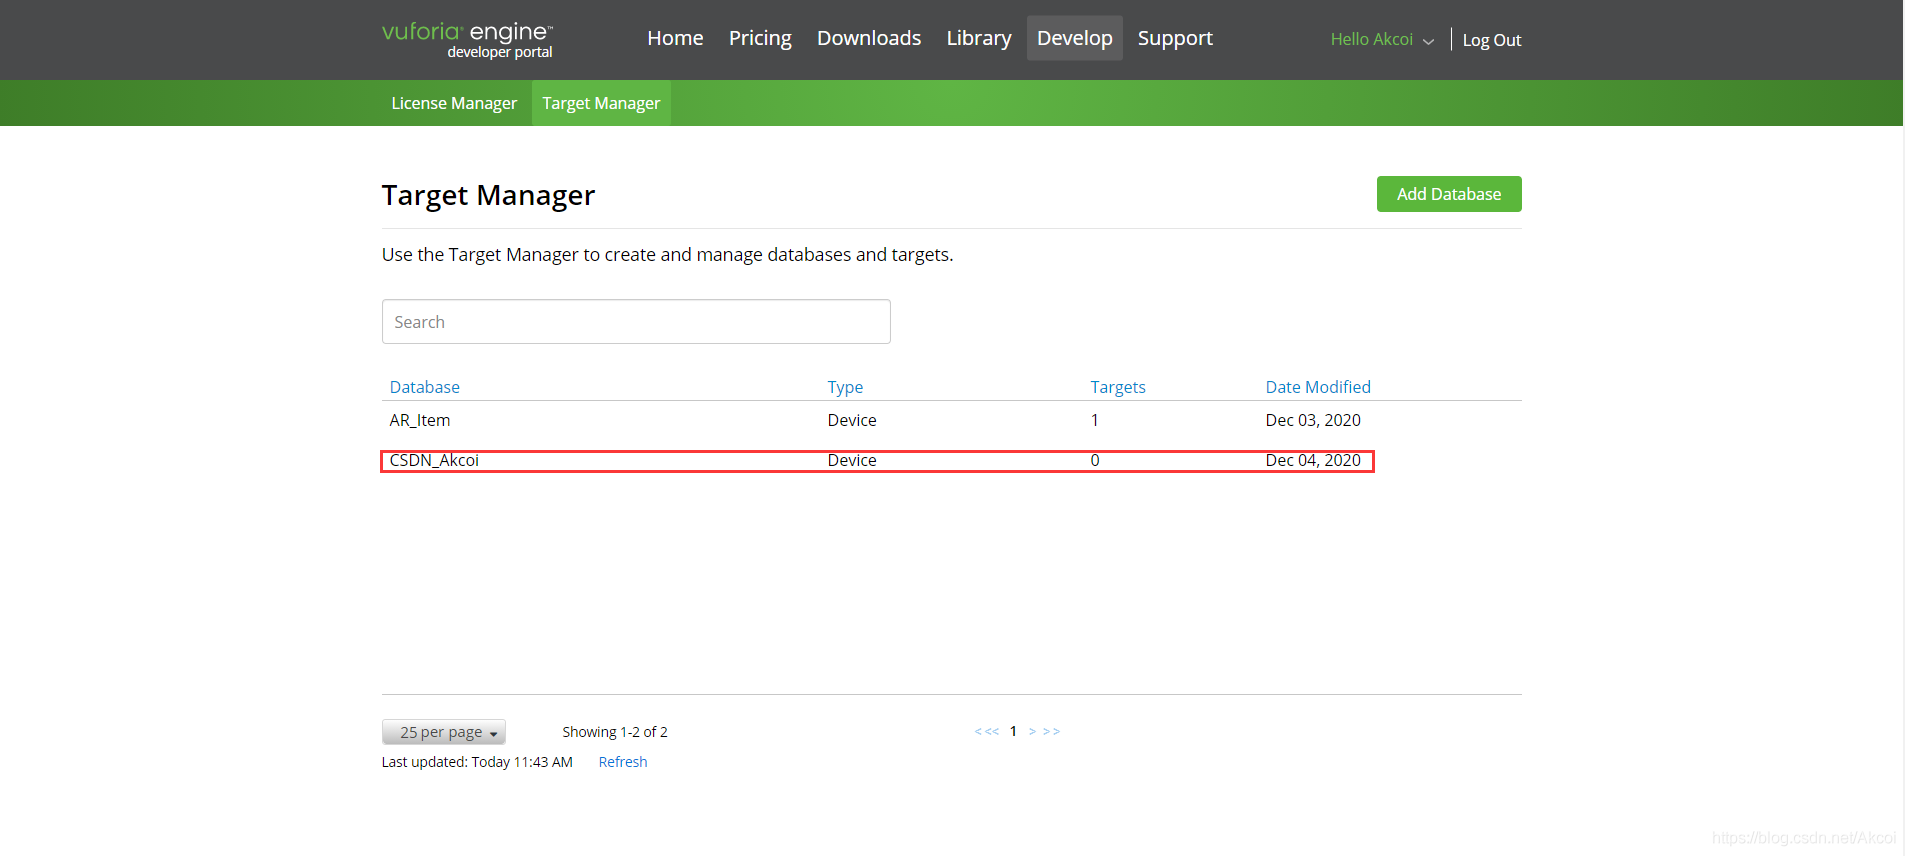 vuforia® engine™
developer portal
Home Pricing Downloads Library Develop Support
Hello Akcoi
Log Out
License Manager Target Manager
Target Manager
Add Database
Use the Target Manager to create and manage databases and targets.
Search
Database Type Targets Date Modified
AR_Item Device 1 Dec 03, 2020
CSDN_Akcoi Device 0 Dec 04, 2020
25 per page
Showing 1-2 of 2
<<< 1 > >>
Last updated: Today 11:43 AM Refresh
https://blog.csdn.net/Akcoi